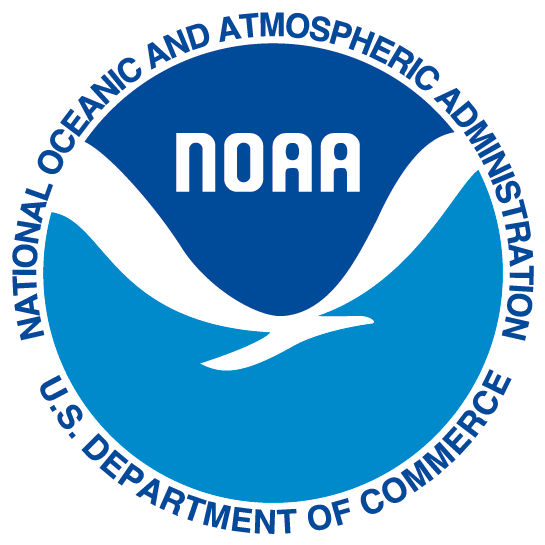 NATIONAL OCEANIC AND ATMOSPHERIC ADMINISTRATION
NOAA
U.S. DEPARTMENT OF COMMERCE